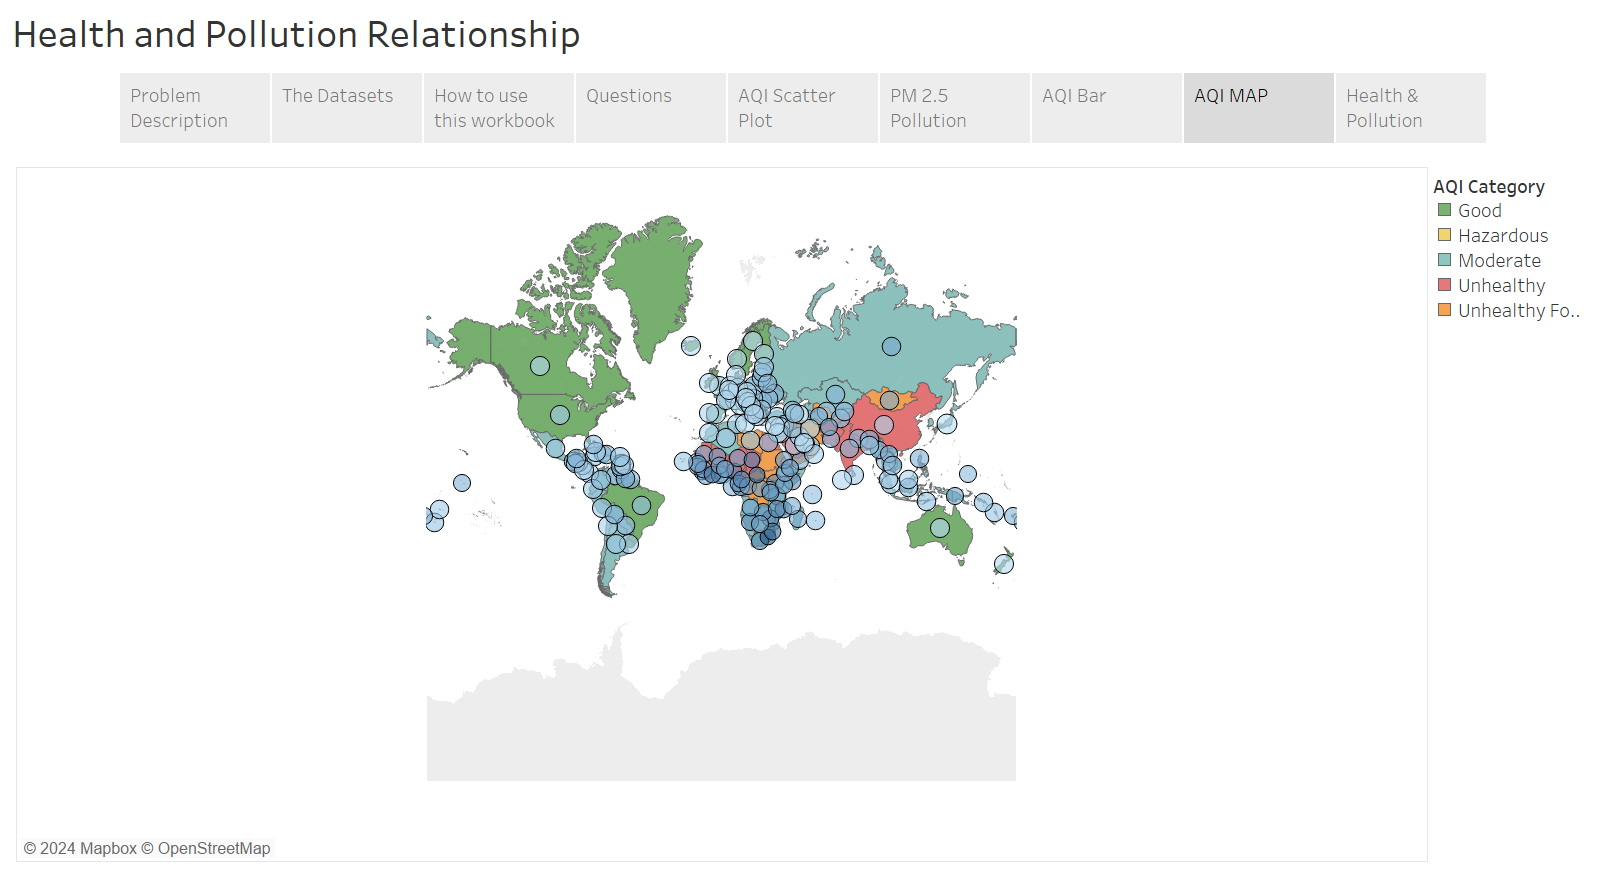 Health and Pollution Relationship
Problem
Description
The Datasets
How to use
this workbook
Questions
AQI Scatter
Plot
PM 2.5
Pollution
AQI Bar
AQI MAP
Health &
Pollution
AQI Category
Good
Hazardous
Moderate
Unhealthy
Unhealthy Fo..
© 2024 Mapbox © OpenStreetMap